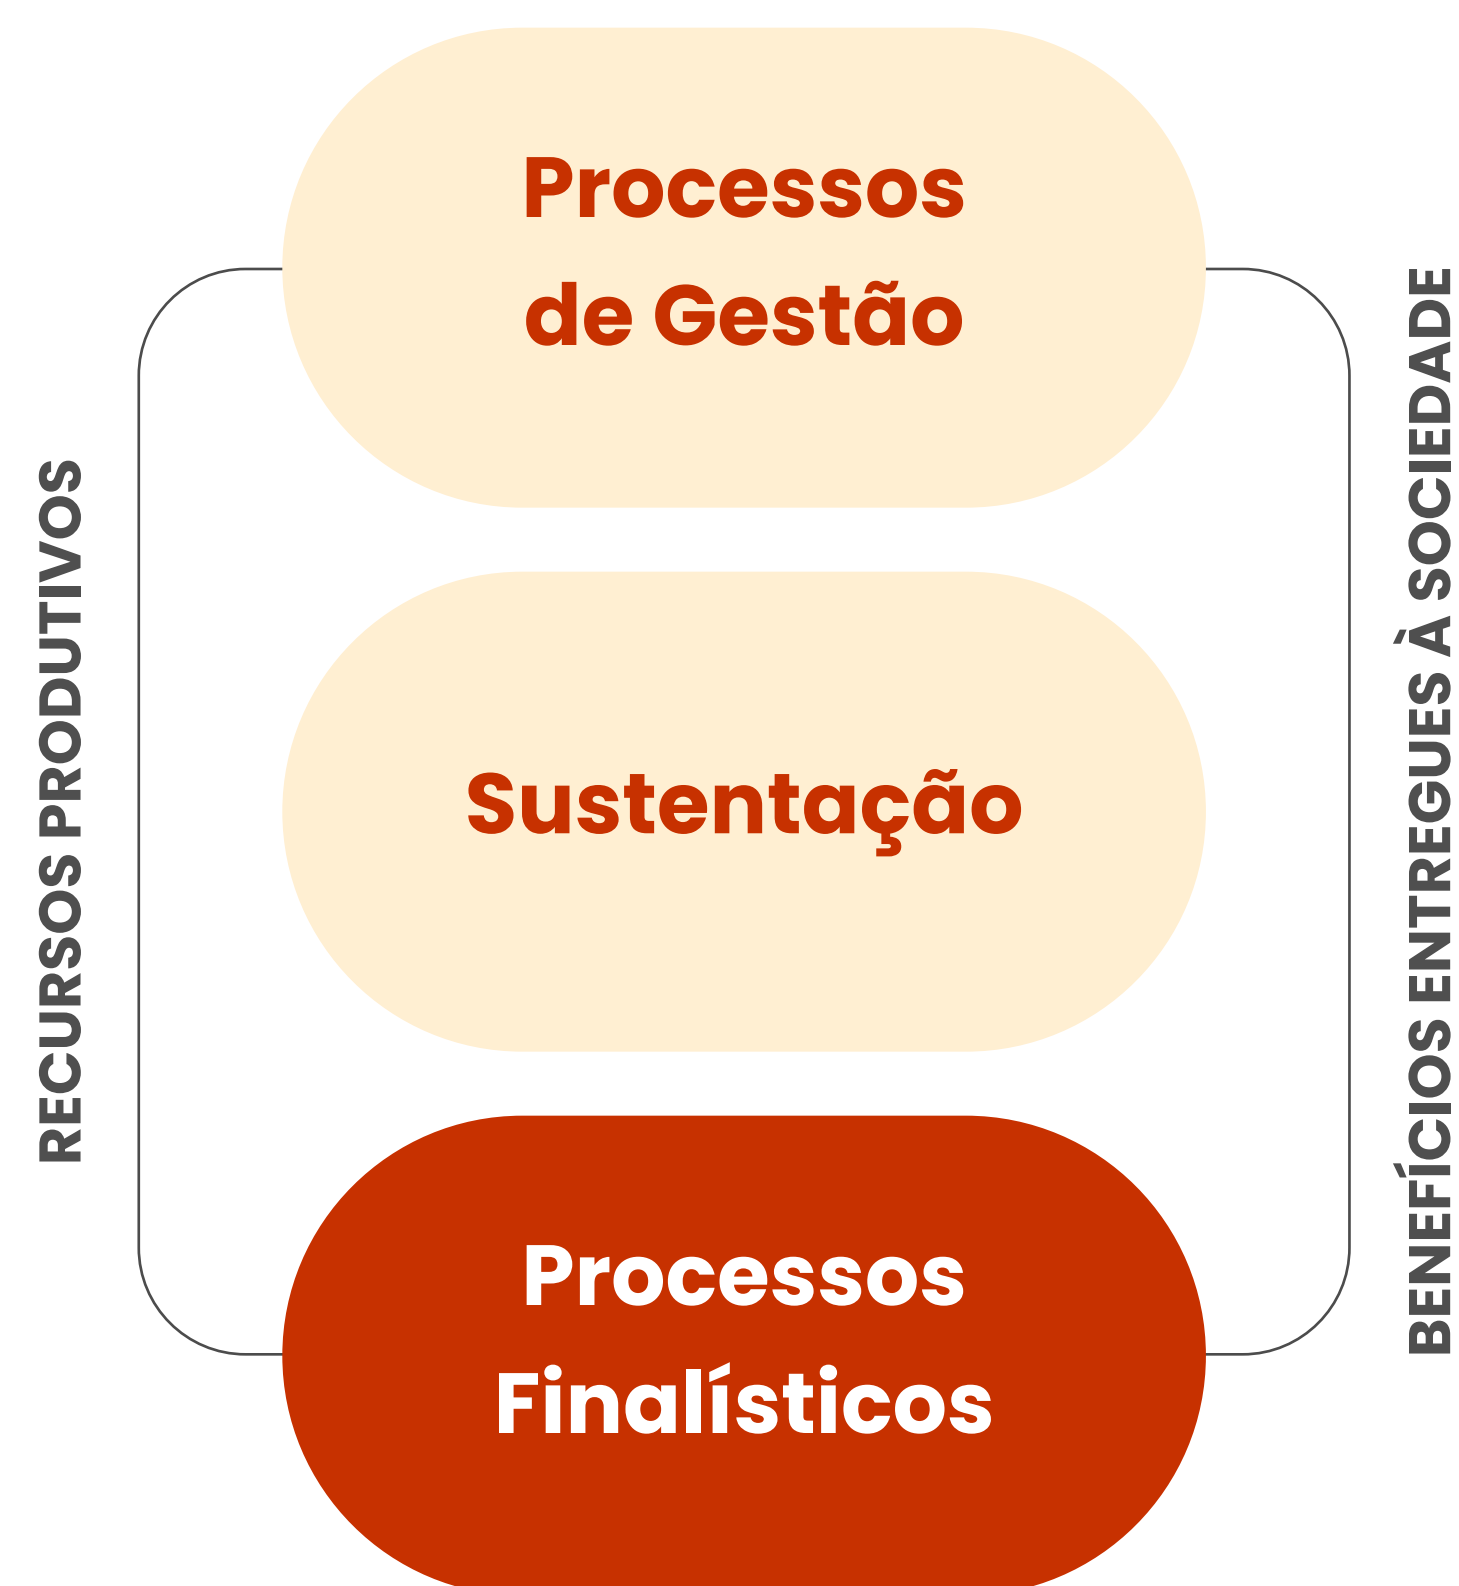 RECURSOS PRODUTIVOS
Processos
de Gestão
Sustentação
Processos
Finalísticos
BENEFÍCIOS ENTREGUES À SOCIEDADE